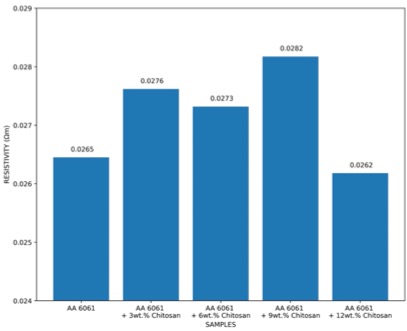 0.029
0.028
0.027
0.026
0.025
0.024
RESISTIVITY (Ωm)
0.0265
0.0276
0.0273
0.0282
0.0262
AA 6061
AA 6061
+ 3wt.% Chitosan
AA 6061
+ 6wt.% Chitosan
AA 6061
+ 9wt.% Chitosan
AA 6061
+ 12wt.% Chitosan
SAMPLES